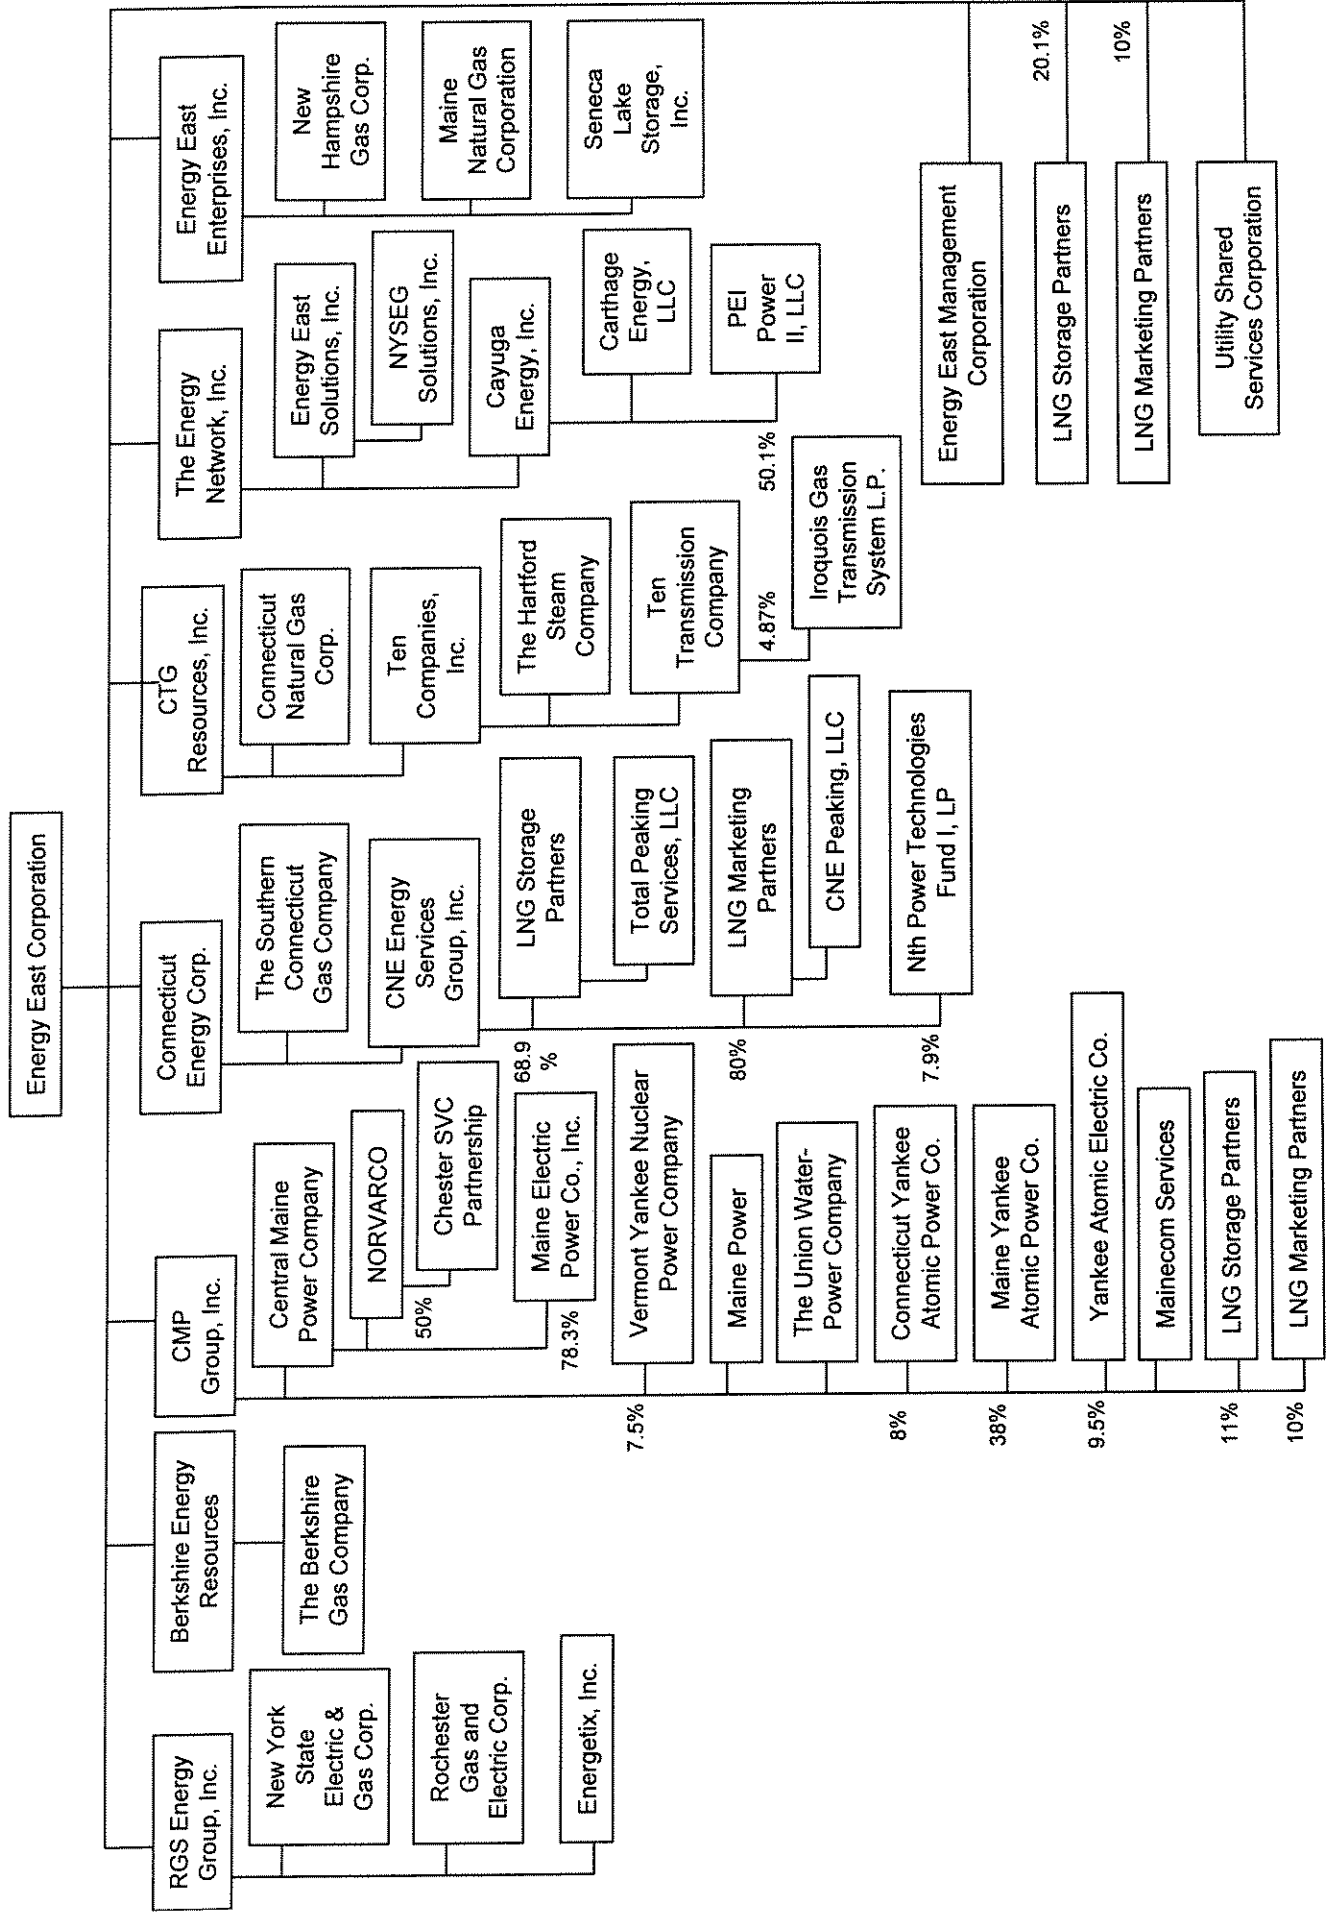 Energy East Corporation
RGS Energy
Group, Inc.
New York
State
Electric &
Gas Corp.
Rochester
Gas and
Electric Corp.
Energetix, Inc.
Berkshire Energy
Resources
The Berkshire
Gas Company
CMP
Group, Inc.
Central Maine
Power Company
NORVARCO
50%
Chester SVC
Partnership
78.3%
Maine Electric
Power Co., Inc.
7.5%
Vermont Yankee Nuclear
Power Company
Maine Power
The Union Water-
Power Company
8%
Connecticut Yankee
Atomic Power Co.
38%
Maine Yankee
Atomic Power Co.
9.5%
Yankee Atomic Electric Co.
Mainecom Services
11%
LNG Storage Partners
10%
LNG Marketing Partners
Connecticut
Energy Corp.
The Southern
Connecticut
Gas Company
CNE Energy
Services
Group, Inc.
68.9
%
LNG Storage
Partners
Total Peaking
Services, LLC
80%
LNG Marketing
Partners
CNE Peaking, LLC
7.9%
Nth Power Technologies
Fund I, LP
CTG
Resources, Inc.
Connecticut
Natural Gas
Corp.
Ten
Companies,
Inc.
The Hartford
Steam
Company
Ten
Transmission
Company
4.87%
Iroquois Gas
Transmission
System L.P.
The Energy
Network, Inc.
Energy East
Solutions, Inc.
NYSEG
Solutions, Inc.
Cayuga
Energy, Inc.
Carthage
Energy,
LLC
50.1%
PEI
Power
II, LLC
Energy East
Enterprises, Inc.
New
Hampshire
Gas Corp.
Maine
Natural Gas
Corporation
Seneca
Lake
Storage,
Inc.
Energy East Management
Corporation
20.1%
LNG Storage Partners
10%
LNG Marketing Partners
Utility Shared
Services Corporation